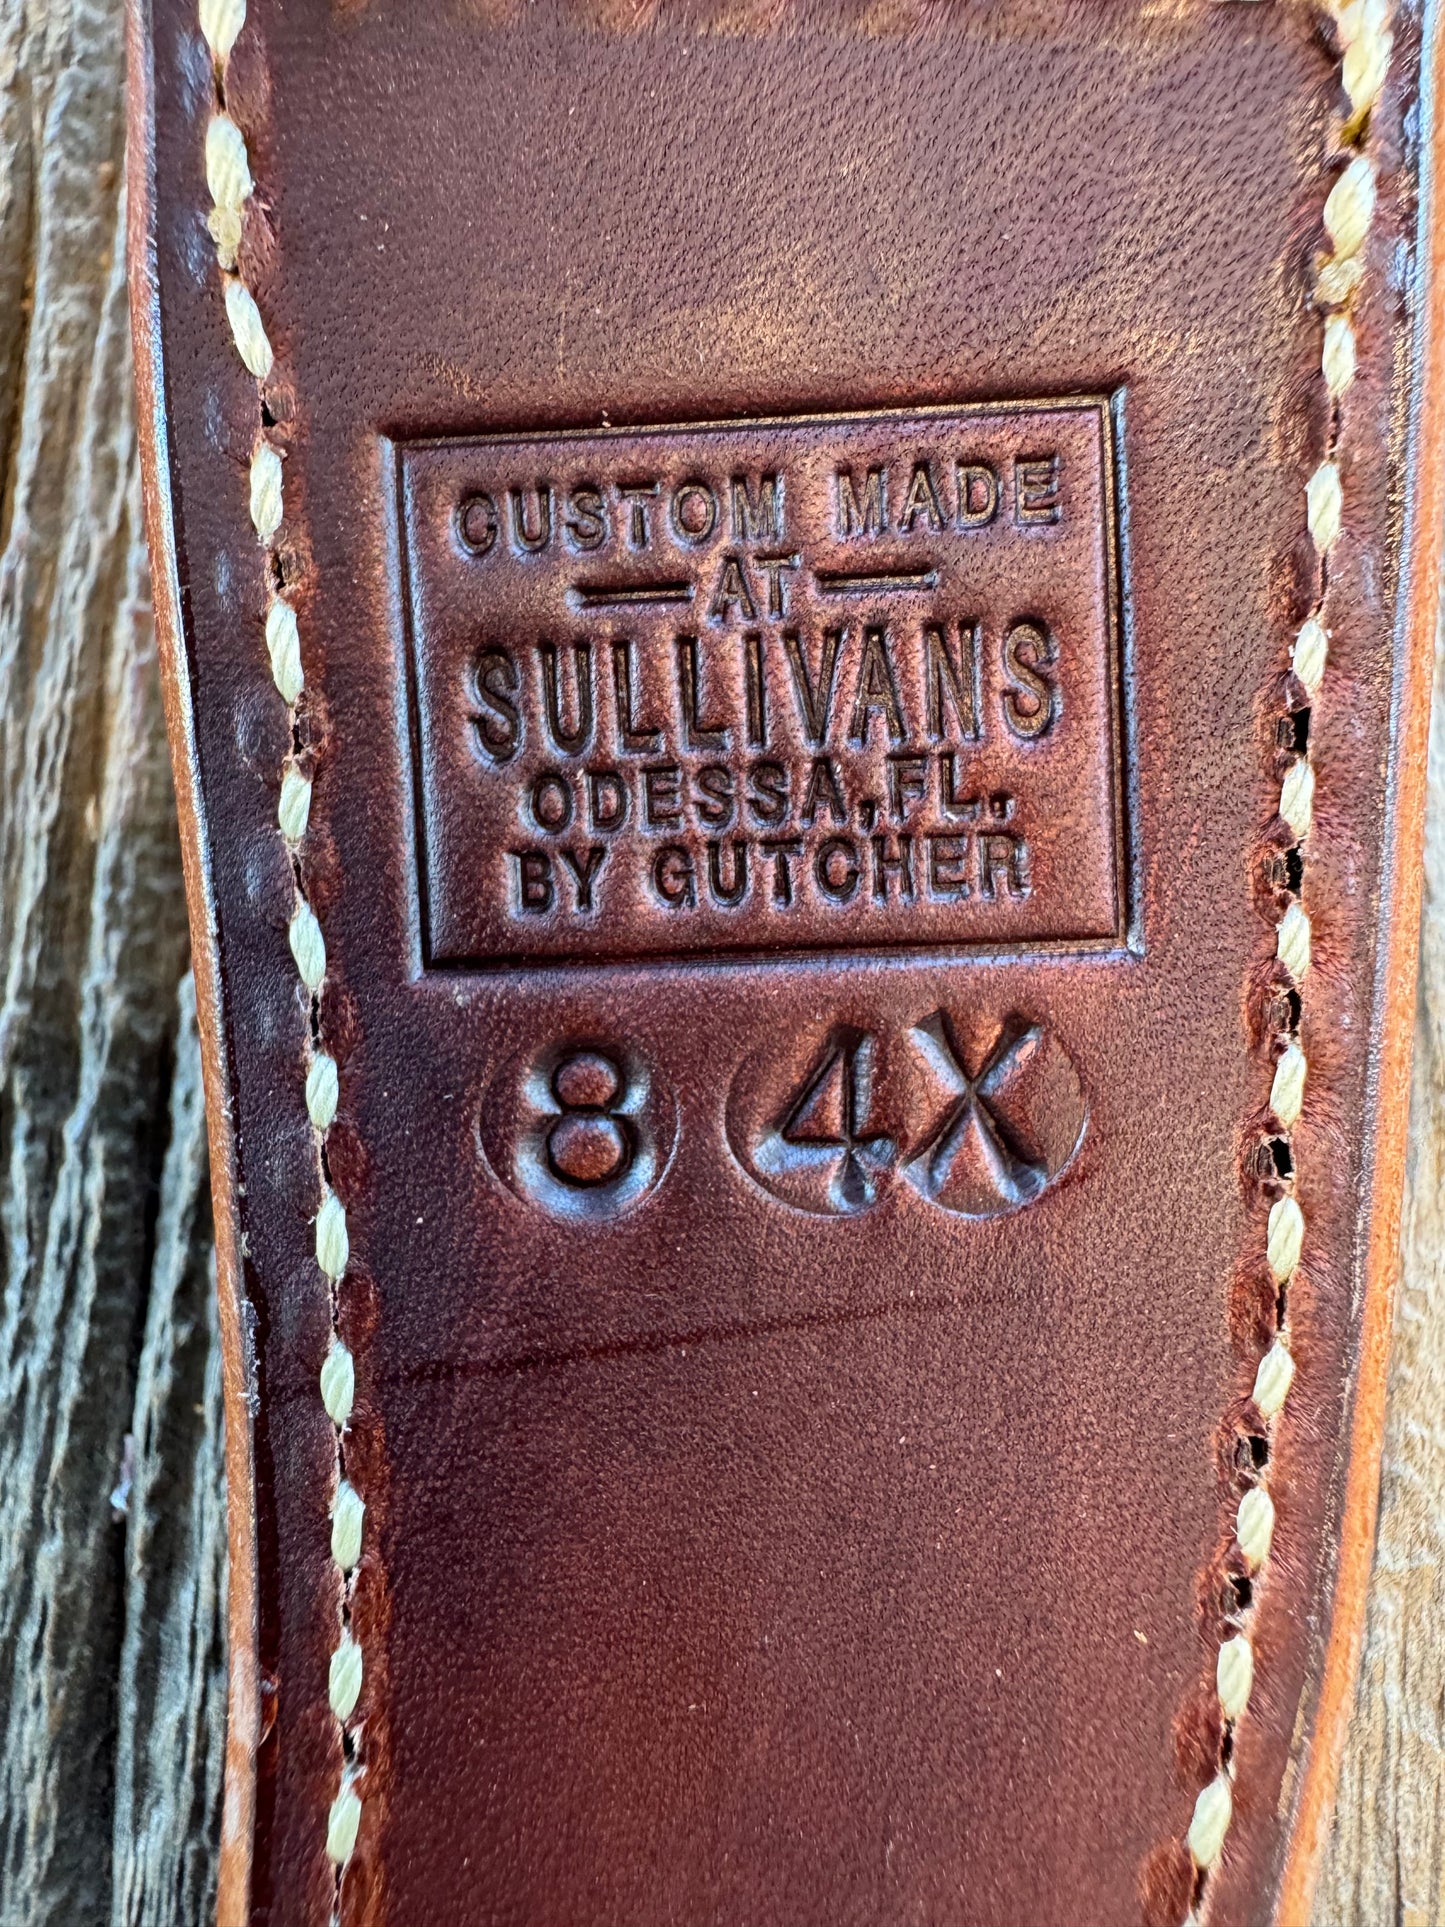 CUSTOM MADE
AT
SULLIVANS
ODESSA, FL.
BY GUTCHER
8 4X